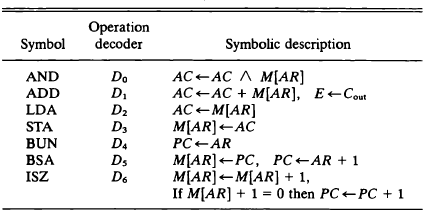 Operation
Symbol decoder Symbolic description
AND D₀ AC ← AC ∧ M[AR]
ADD D₁ AC ← AC + M[AR], E ← Cout
LDA D₂ AC ← M[AR]
STA D₃ M[AR] ← AC
BUN D₄ PC ← AR
BSA D₅ M[AR] ← PC, PC ← AR + 1
ISZ D₆ M[AR] ← M[AR] + 1,
If M[AR] + 1 = 0 then PC ← PC + 1